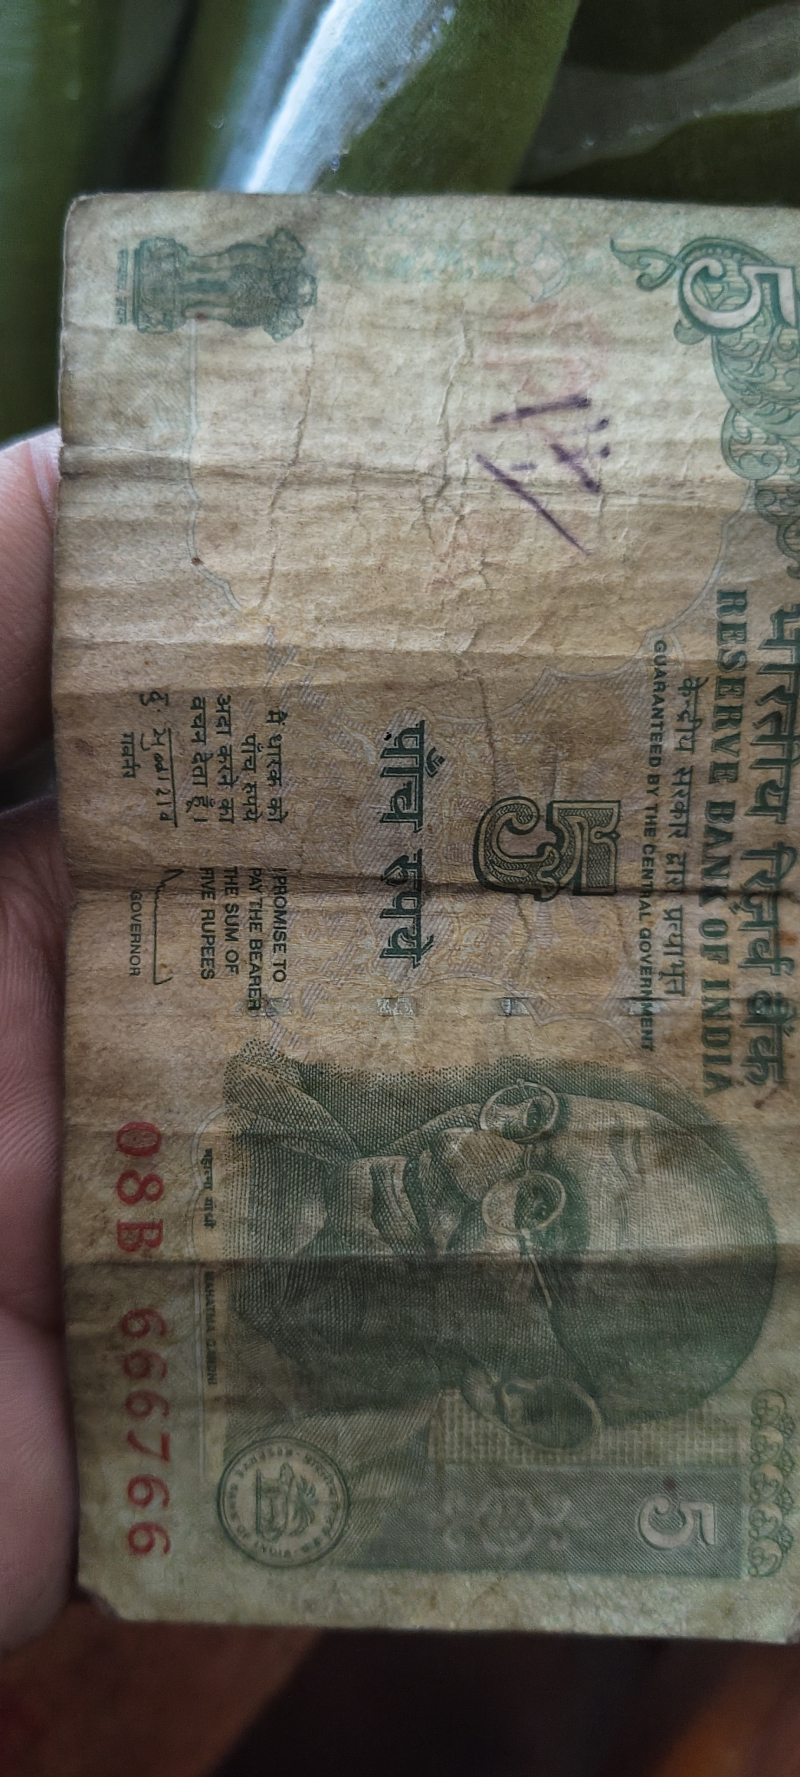 भारतीय रिज़र्व बैंक
RESERVE BANK OF INDIA
केन्द्रीय सरकार द्वारा प्रत्याभूत
GUARANTEED BY THE CENTRAL GOVERNMENT
5
5
5
पाँच रुपये
मैं धारक को
पाँच रुपये
अदा करने का
वचन देता हूँ।
गवर्नर
I PROMISE TO
PAY THE BEARER
THE SUM OF
FIVE RUPEES
GOVERNOR
महात्मा गांधी MAHATMA GANDHI
08B 666766